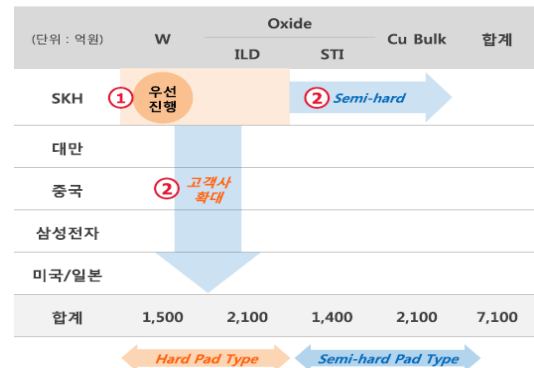 (단위 : 억원)
W
Oxide
ILD
STI
Cu Bulk
합계
SKH
①
우선
진행
② Semi-hard
대만
중국
② 고객사
확대
삼성전자
미국/일본
합계 1,500 2,100 1,400 2,100 7,100
Hard Pad Type
Semi-hard Pad Type